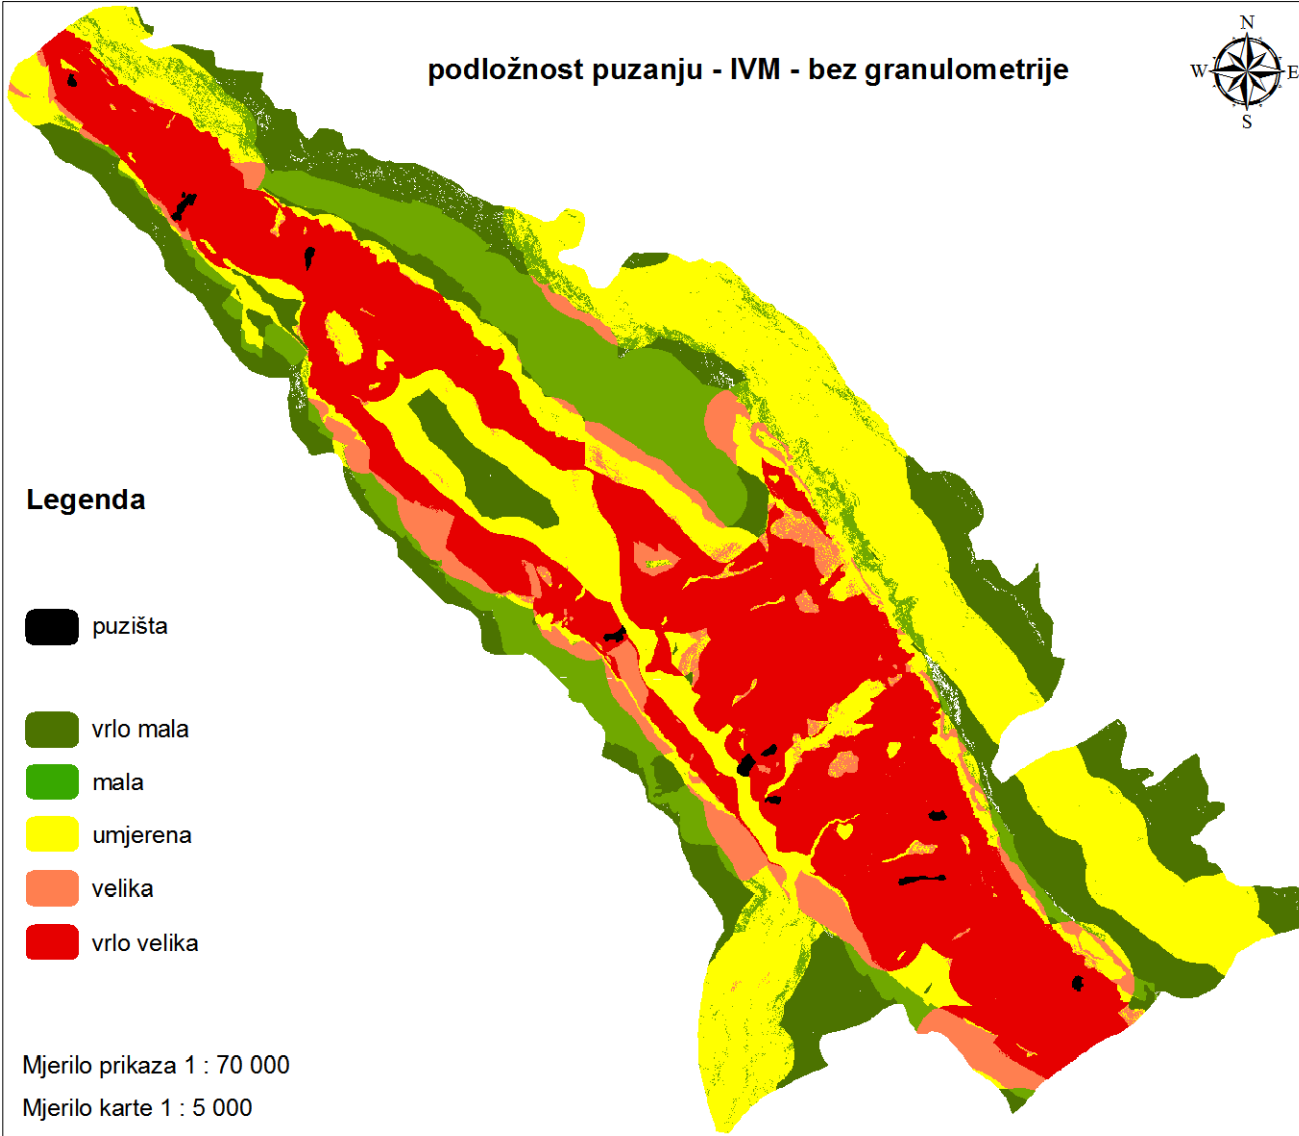 podložnost puzanju - IVM - bez granulometrije
N
W E
S
Legenda
puzišta
vrlo mala
mala
umjerena
velika
vrlo velika
Mjerilo prikaza 1 : 70 000
Mjerilo karte 1 : 5 000